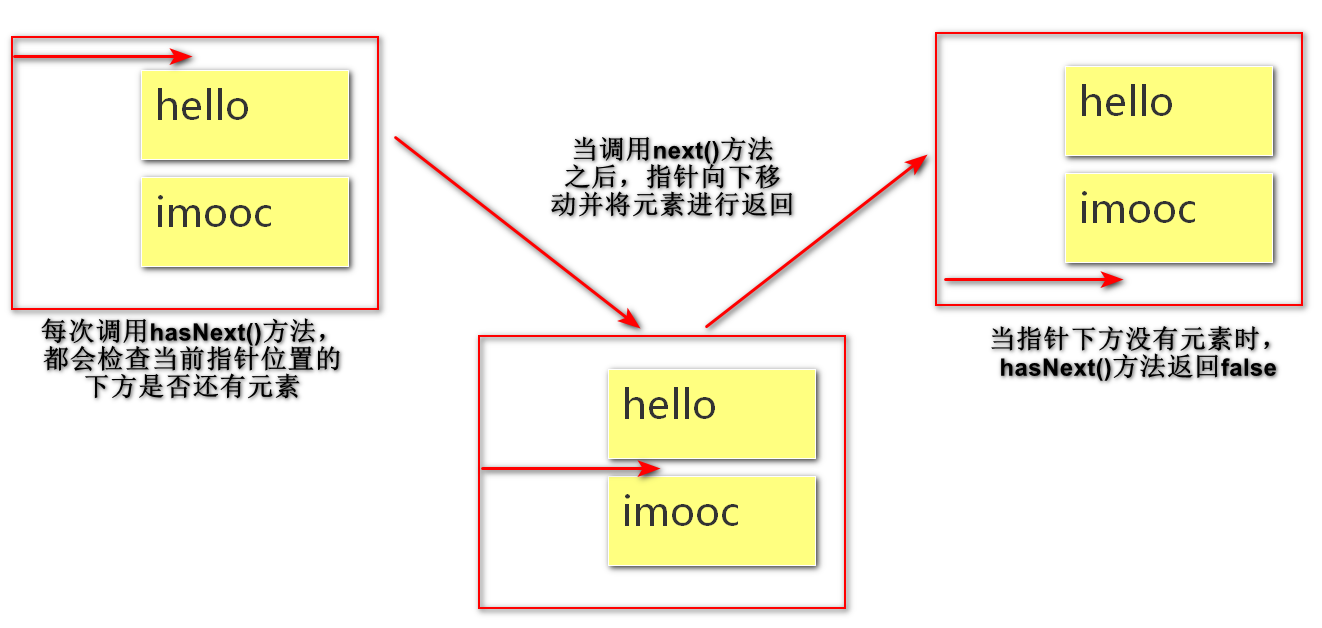 hello
imooc
每次调用hasNext()方法，
都会检查当前指针位置的
下方是否还有元素
当调用next()方法
之后，指针向下移
动并将元素进行返回
hello
imooc
hello
imooc
当指针下方没有元素时，
hasNext()方法返回false